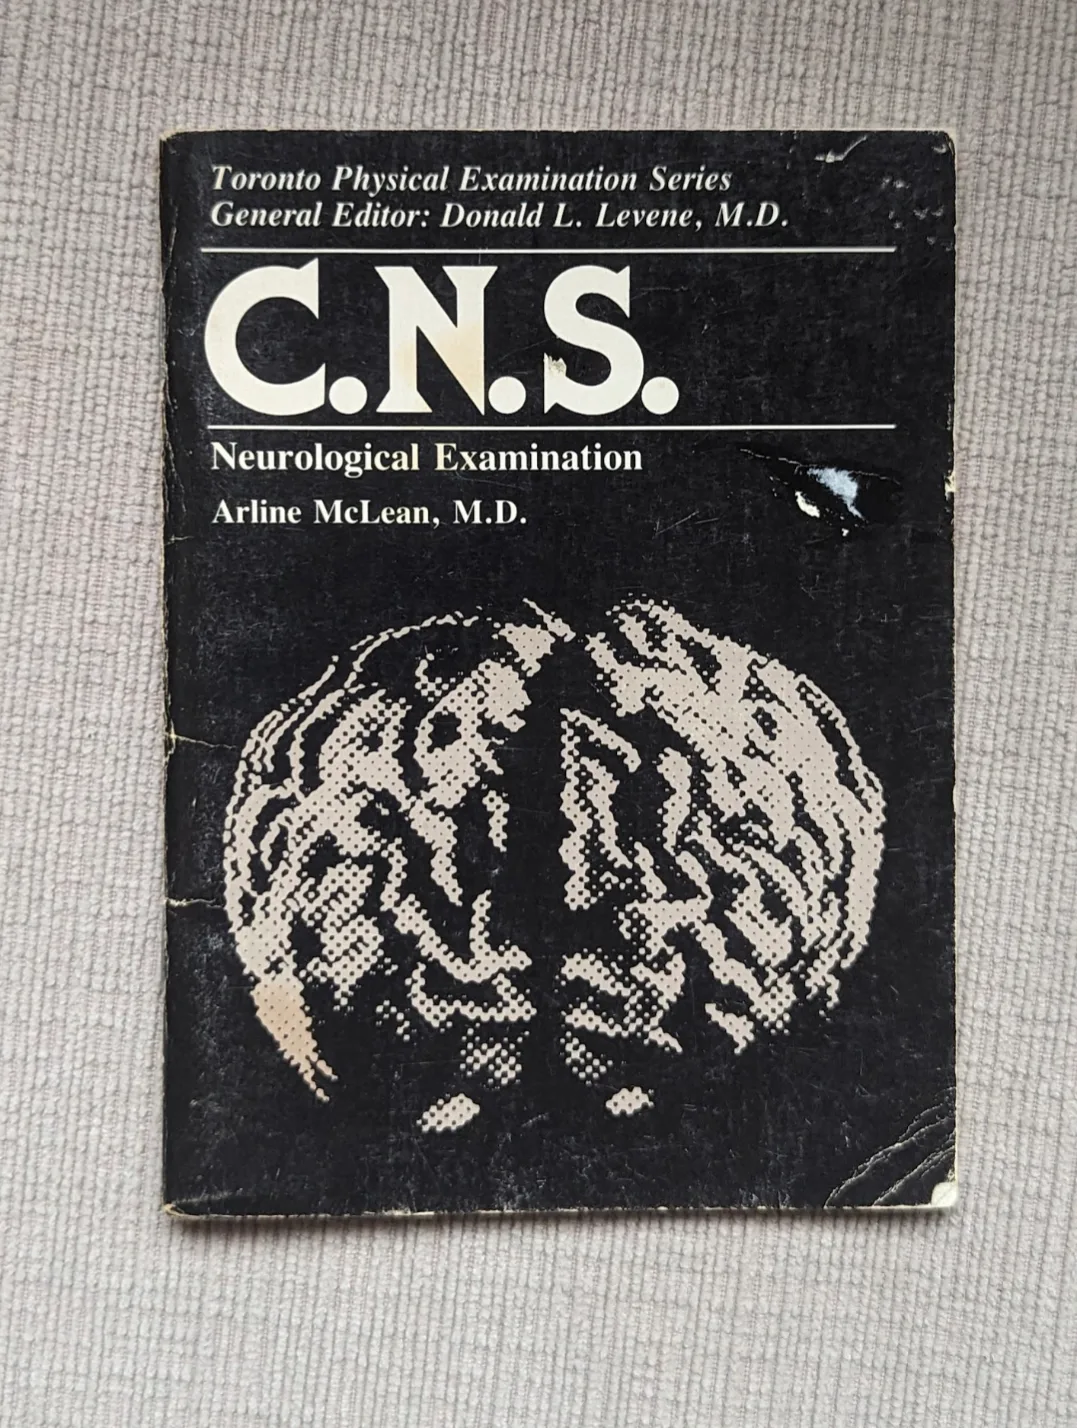 Toronto Physical Examination Series
General Editor: Donald L. Levene, M.D.
C.N.S.
Neurological Examination
Arline McLean, M.D.